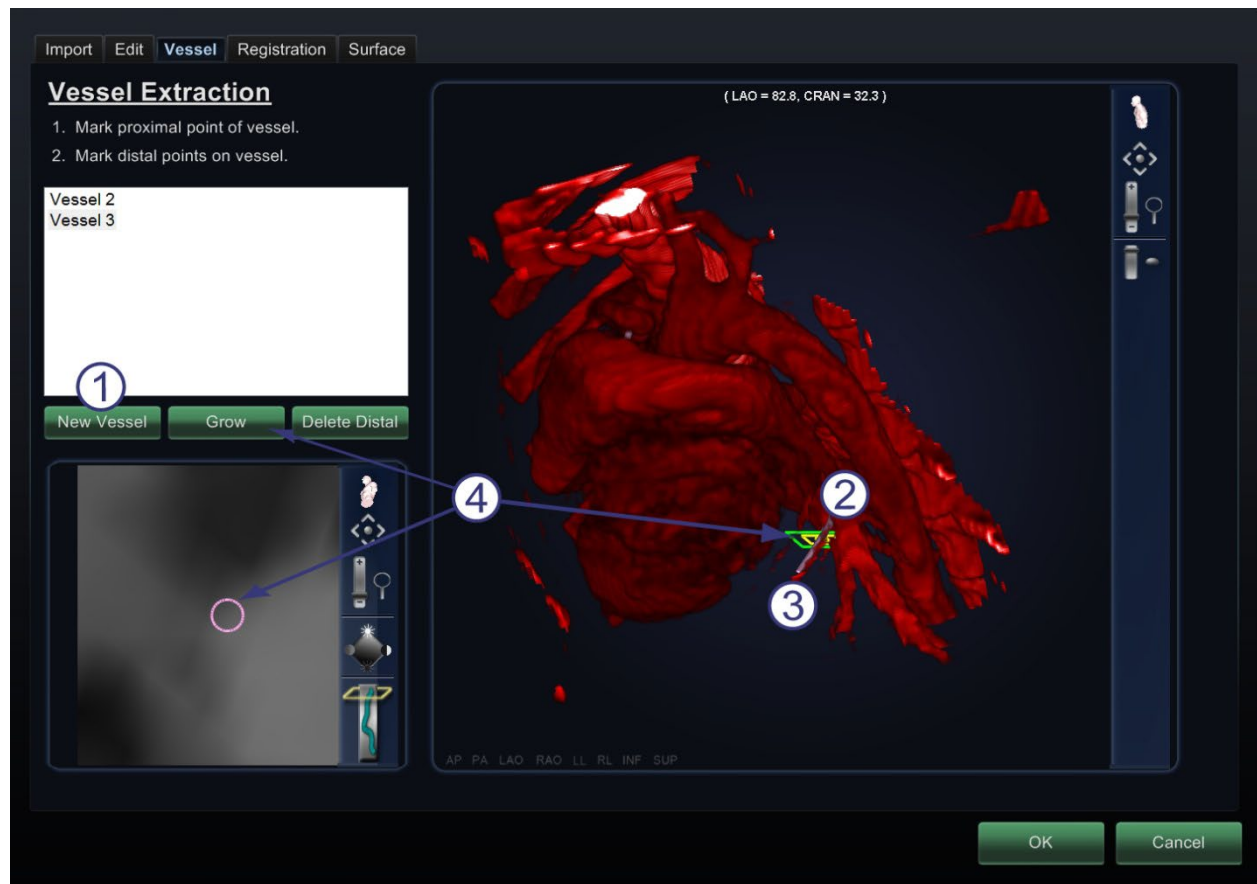 Import Edit Vessel Registration Surface
Vessel Extraction
1. Mark proximal point of vessel.
2. Mark distal points on vessel.
Vessel 2
Vessel 3
1
New Vessel Grow Delete Distal
( LAO = 82.8, CRAN = 32.3 )
2
4
3
AP PA LAO RAO LL RL INF SUP
OK Cancel